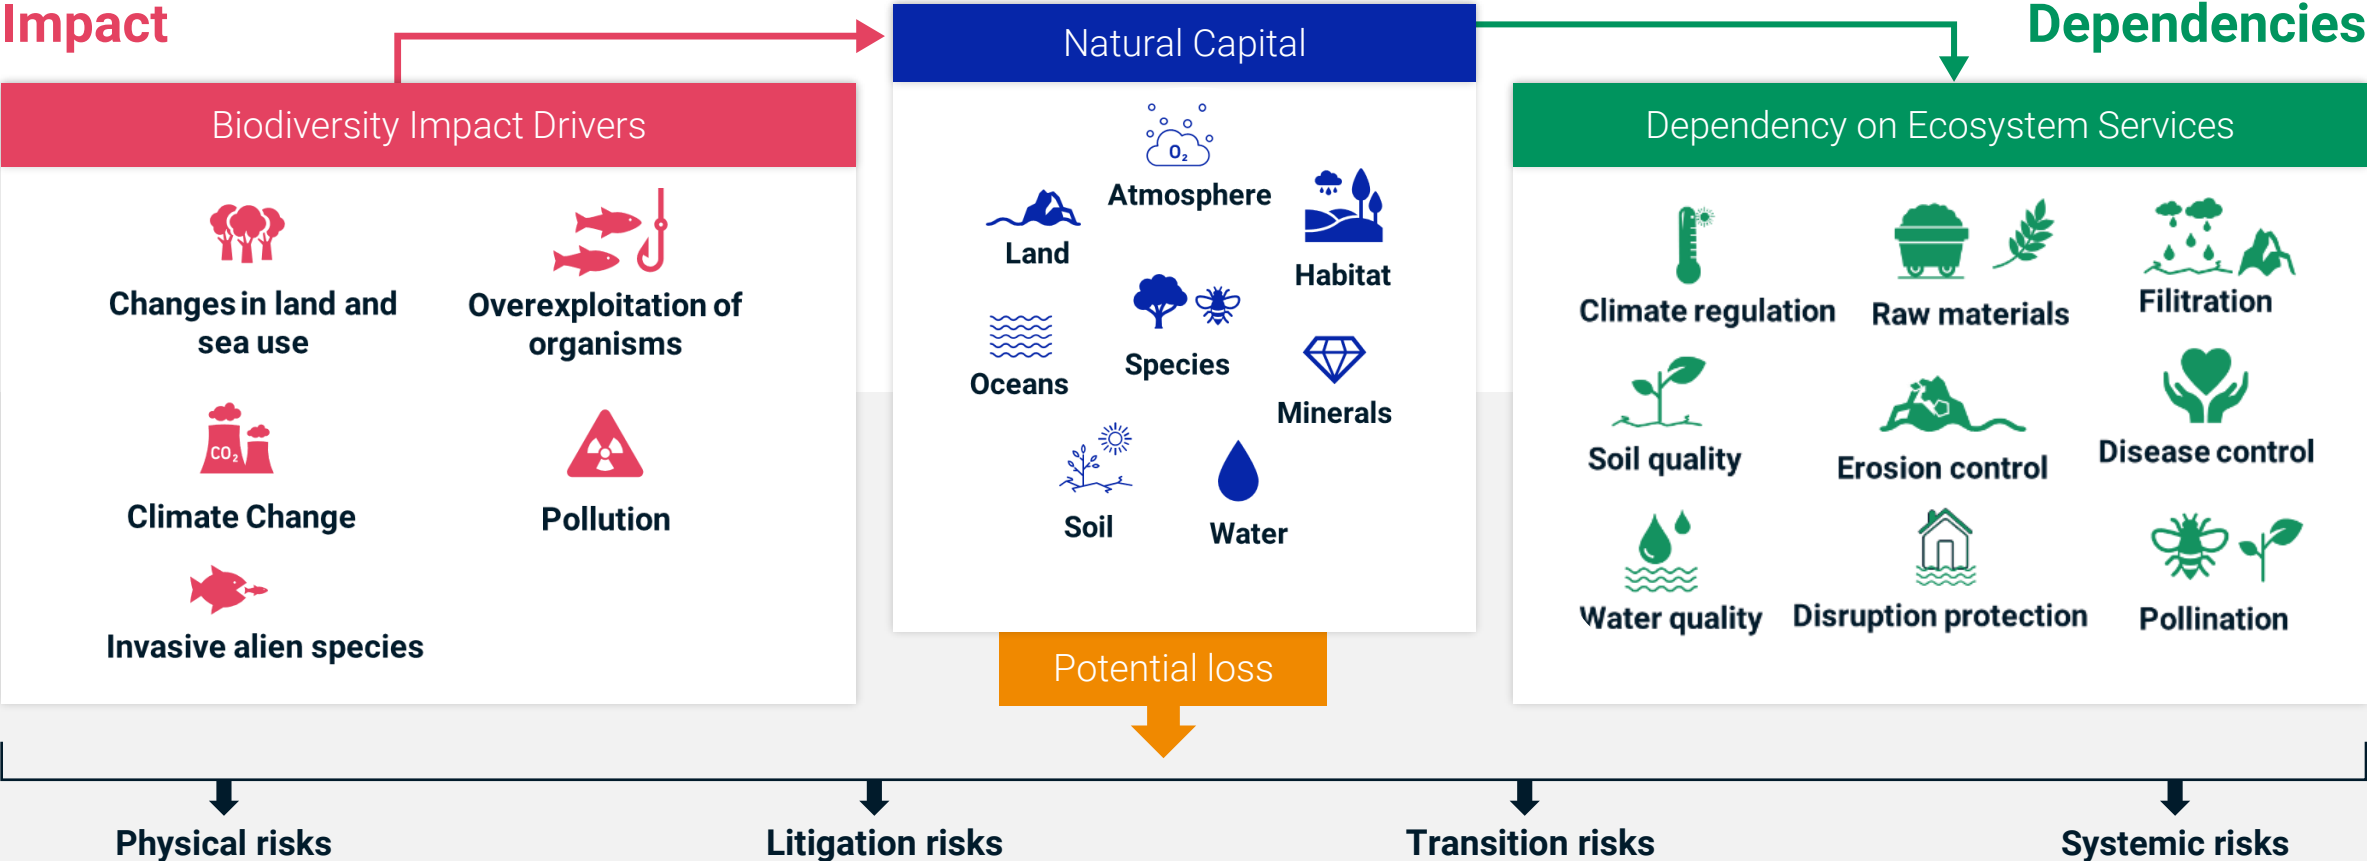 Impact
Dependencies
Natural Capital
Biodiversity Impact Drivers
Dependency on Ecosystem Services
Changes in land and
sea use
Overexploitation of
organisms
CO₂
Climate Change
Pollution
Invasive alien species
O₂
Atmosphere
Land
Habitat
Species
Oceans
Minerals
Soil
Water
Climate regulation
Raw materials
Filitration
Soil quality
Erosion control
Disease control
Water quality
Disruption protection
Pollination
Potential loss
Physical risks
Litigation risks
Transition risks
Systemic risks